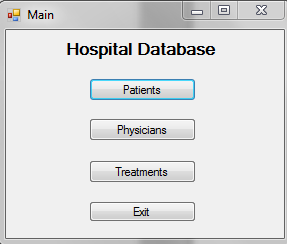 Main
Hospital Database
Patients
Physicians
Treatments
Exit